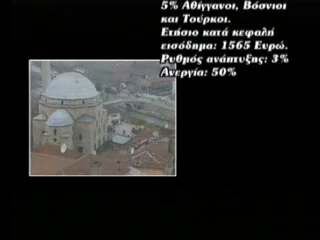 5% Αθίγγανοι, Βόσνιοι
και Τούρκοι.
Ετήσιο κατά κεφαλή
εισόδημα: 1565 Ευρώ.
Ρυθμός ανάπτυξης: 3%
Ανεργία: 50%